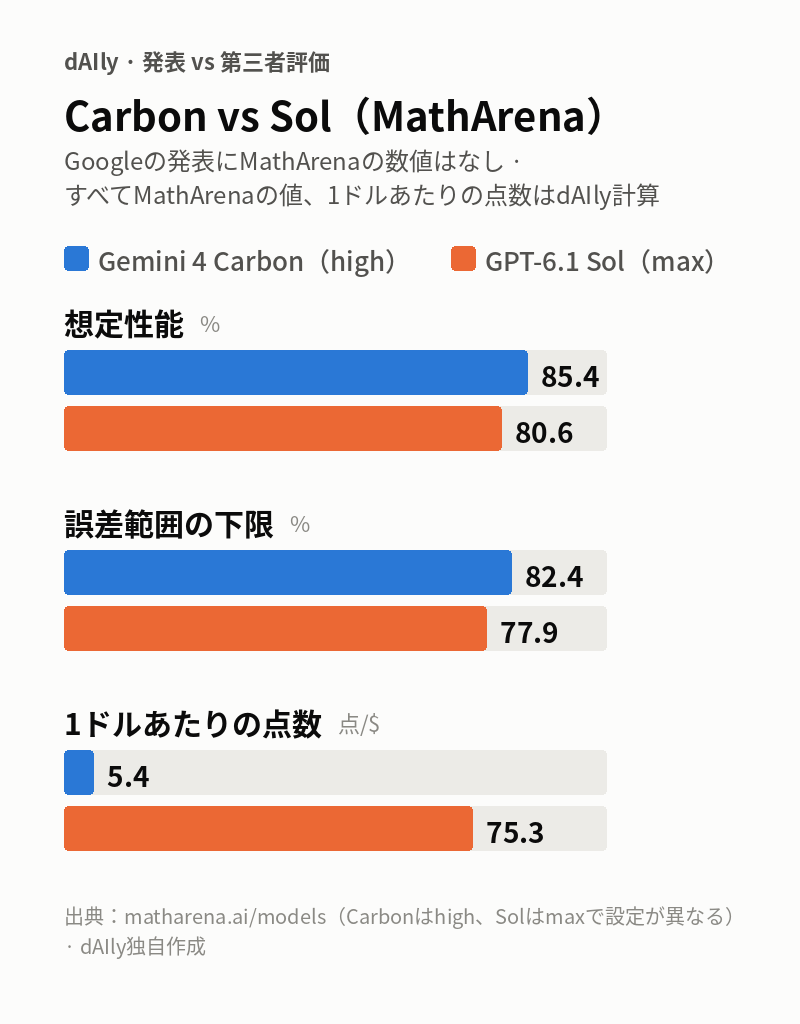 dAIly · 発表 vs 第三者評価
Carbon vs Sol（MathArena）
Googleの発表にMathArenaの数値はなし ·
すべてMathArenaの値、1ドルあたりの点数はdAIly計算
Gemini 4 Carbon（high） GPT-6.1 Sol（max）
想定性能 %
85.4
80.6
誤差範囲の下限 %
82.4
77.9
1ドルあたりの点数 点/$
5.4
75.3
出典：matharena.ai/models（Carbonはhigh、Solはmaxで設定が異なる）
· dAIly独自作成